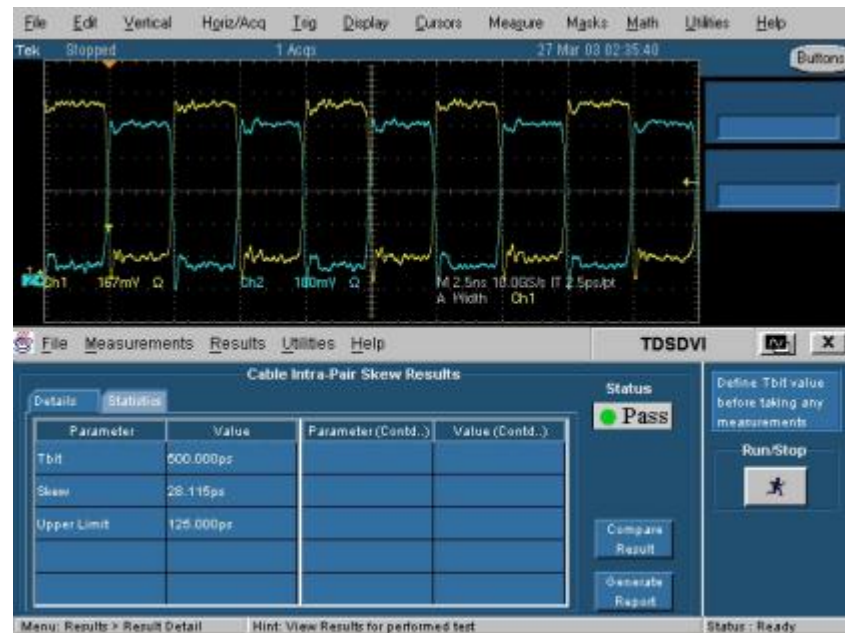 File Edit Vertical Horiz/Acq Trig Display Cursors Measure Masks Math Utilities Help
Tek Stopped 1 Acqs 27 Mar 03 02:35:40
Buttons
Ch1 167mV Ω Ch2 180mV Ω M 2.5ns 10.0GS/s IT 2.5ps/pt
A Width Ch1
File Measurements Results Utilities Help TDSDVI X
Cable Intra-Pair Skew Results
Details Statistics
Status
Pass
Define Tbit value
before taking any
measurements
Parameter Value Parameter(Contd..) Value (Contd..)
Tbit 500.000ps
Skew 28.115ps
Upper Limit 125.000ps
Run/Stop
Compare
Result
Generate
Report
Menu: Results > Result Detail Hint: View Results for performed test Status : Ready